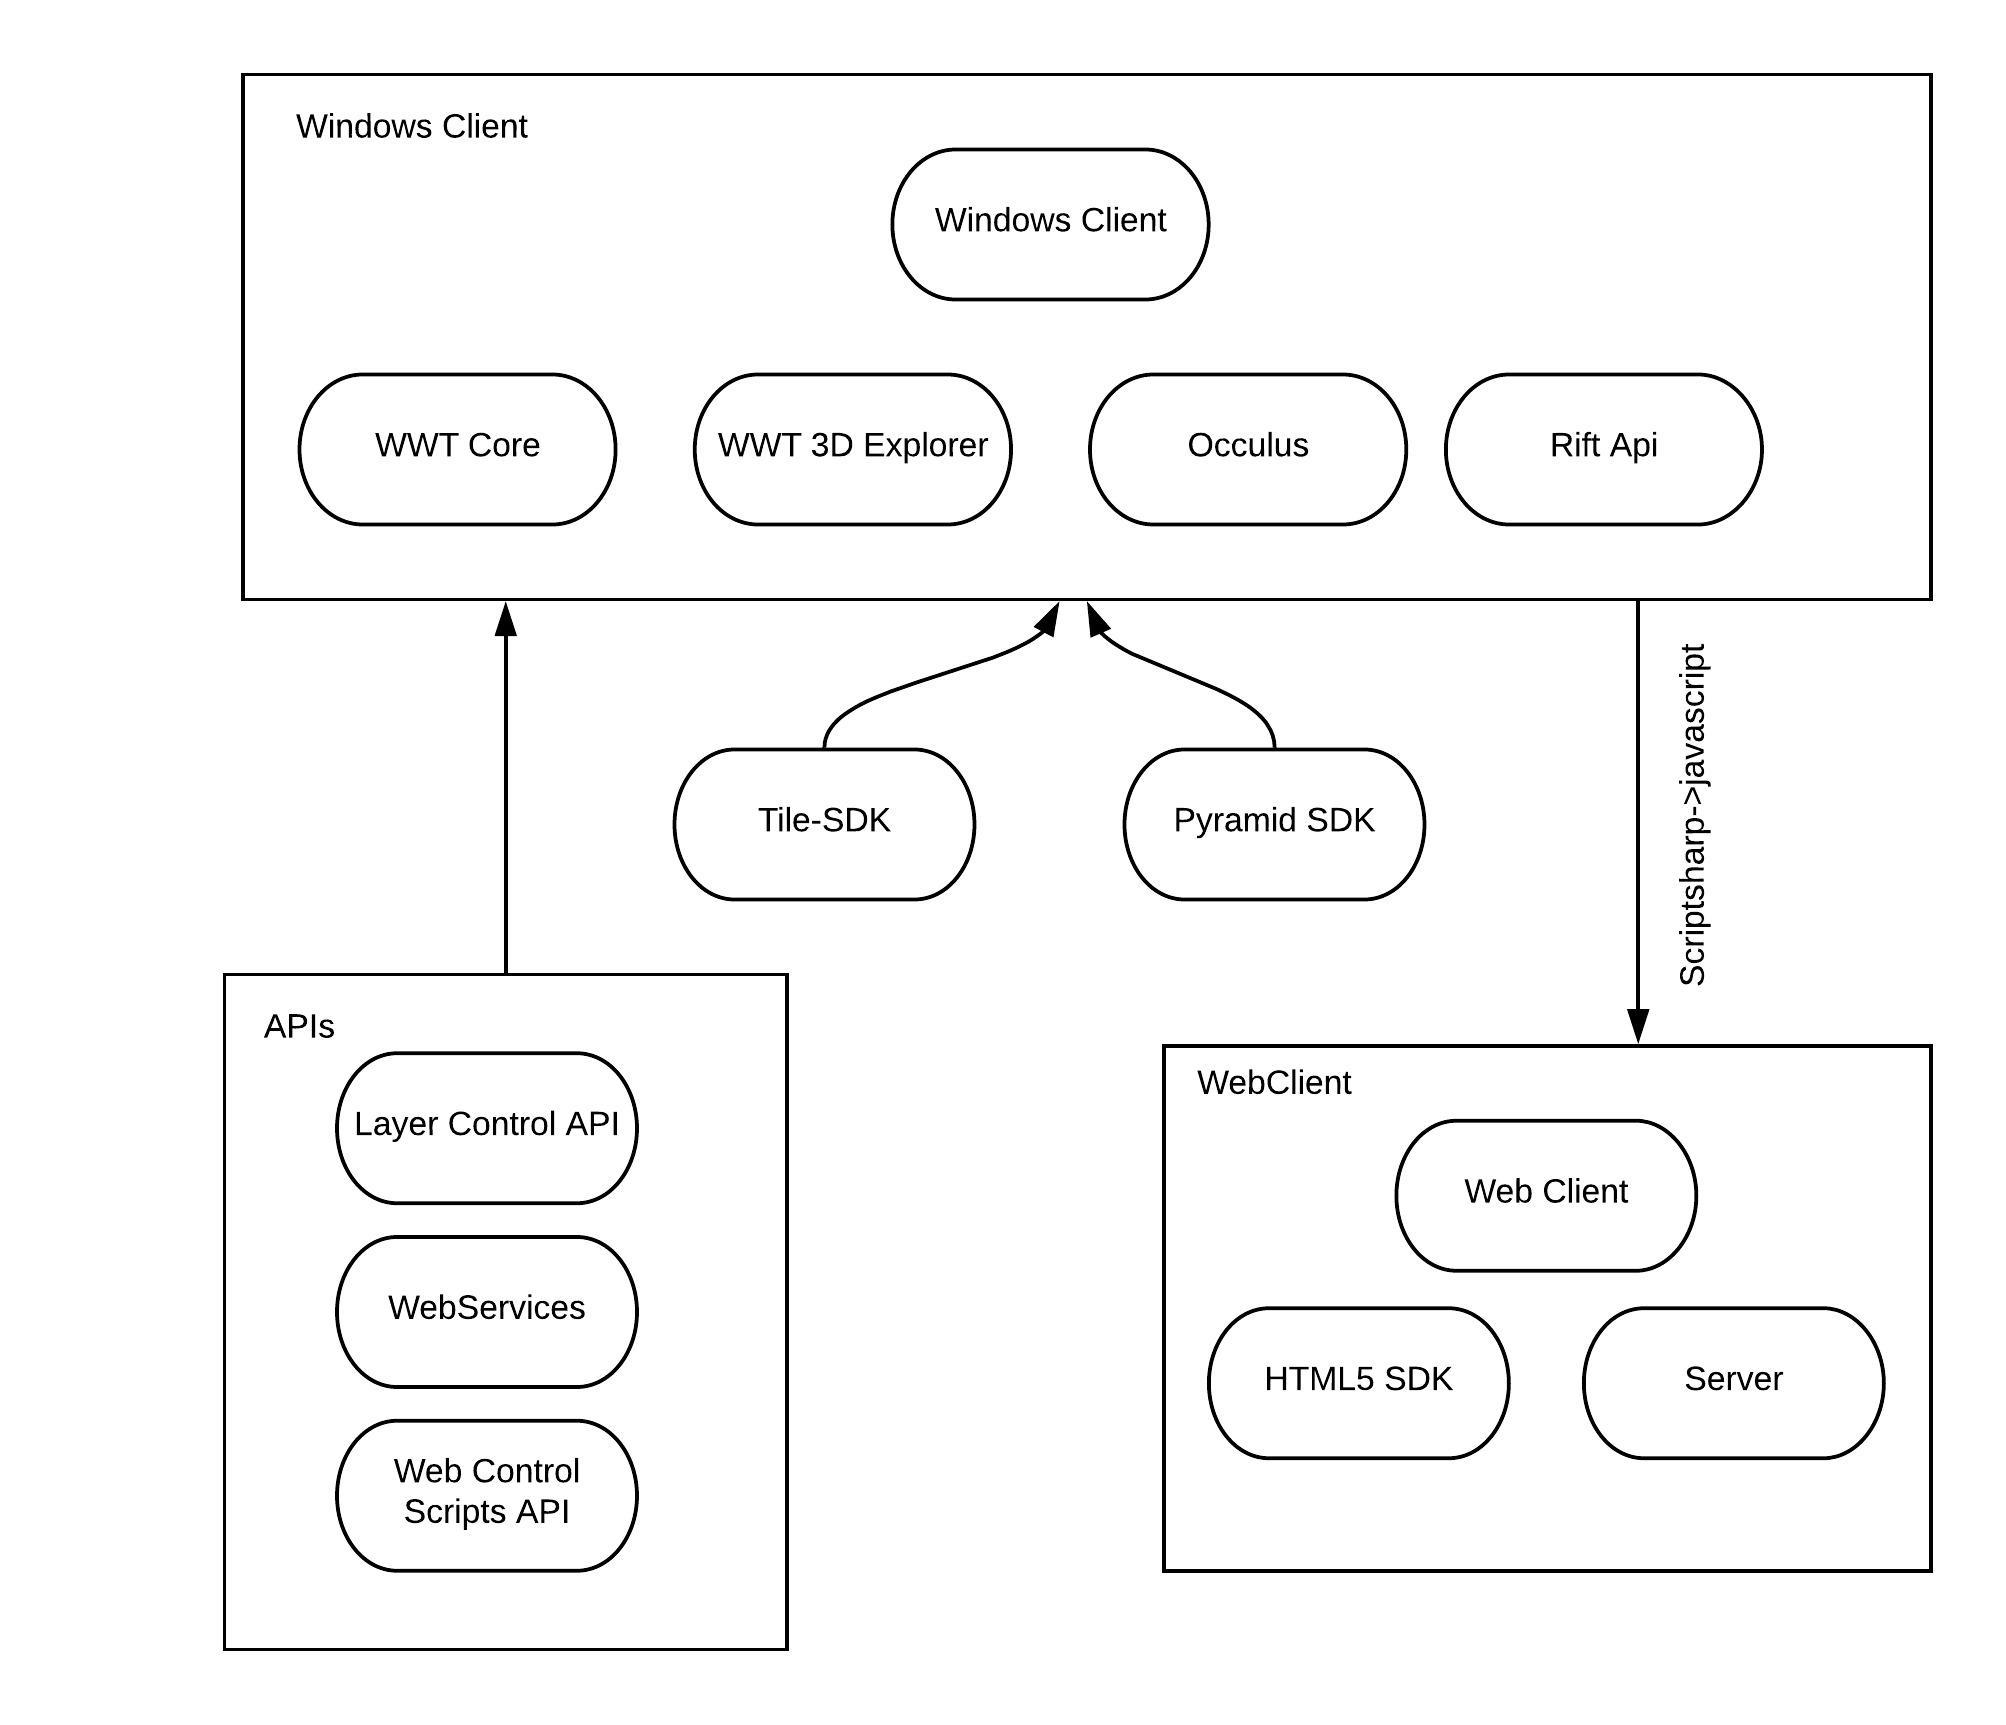 Windows Client
Windows Client
WWT Core
WWT 3D Explorer
Occulus
Rift Api
Scriptsharp->javascript
Tile-SDK
Pyramid SDK
APIs
Layer Control API
WebServices
Web Control
Scripts API
WebClient
Web Client
HTML5 SDK
Server